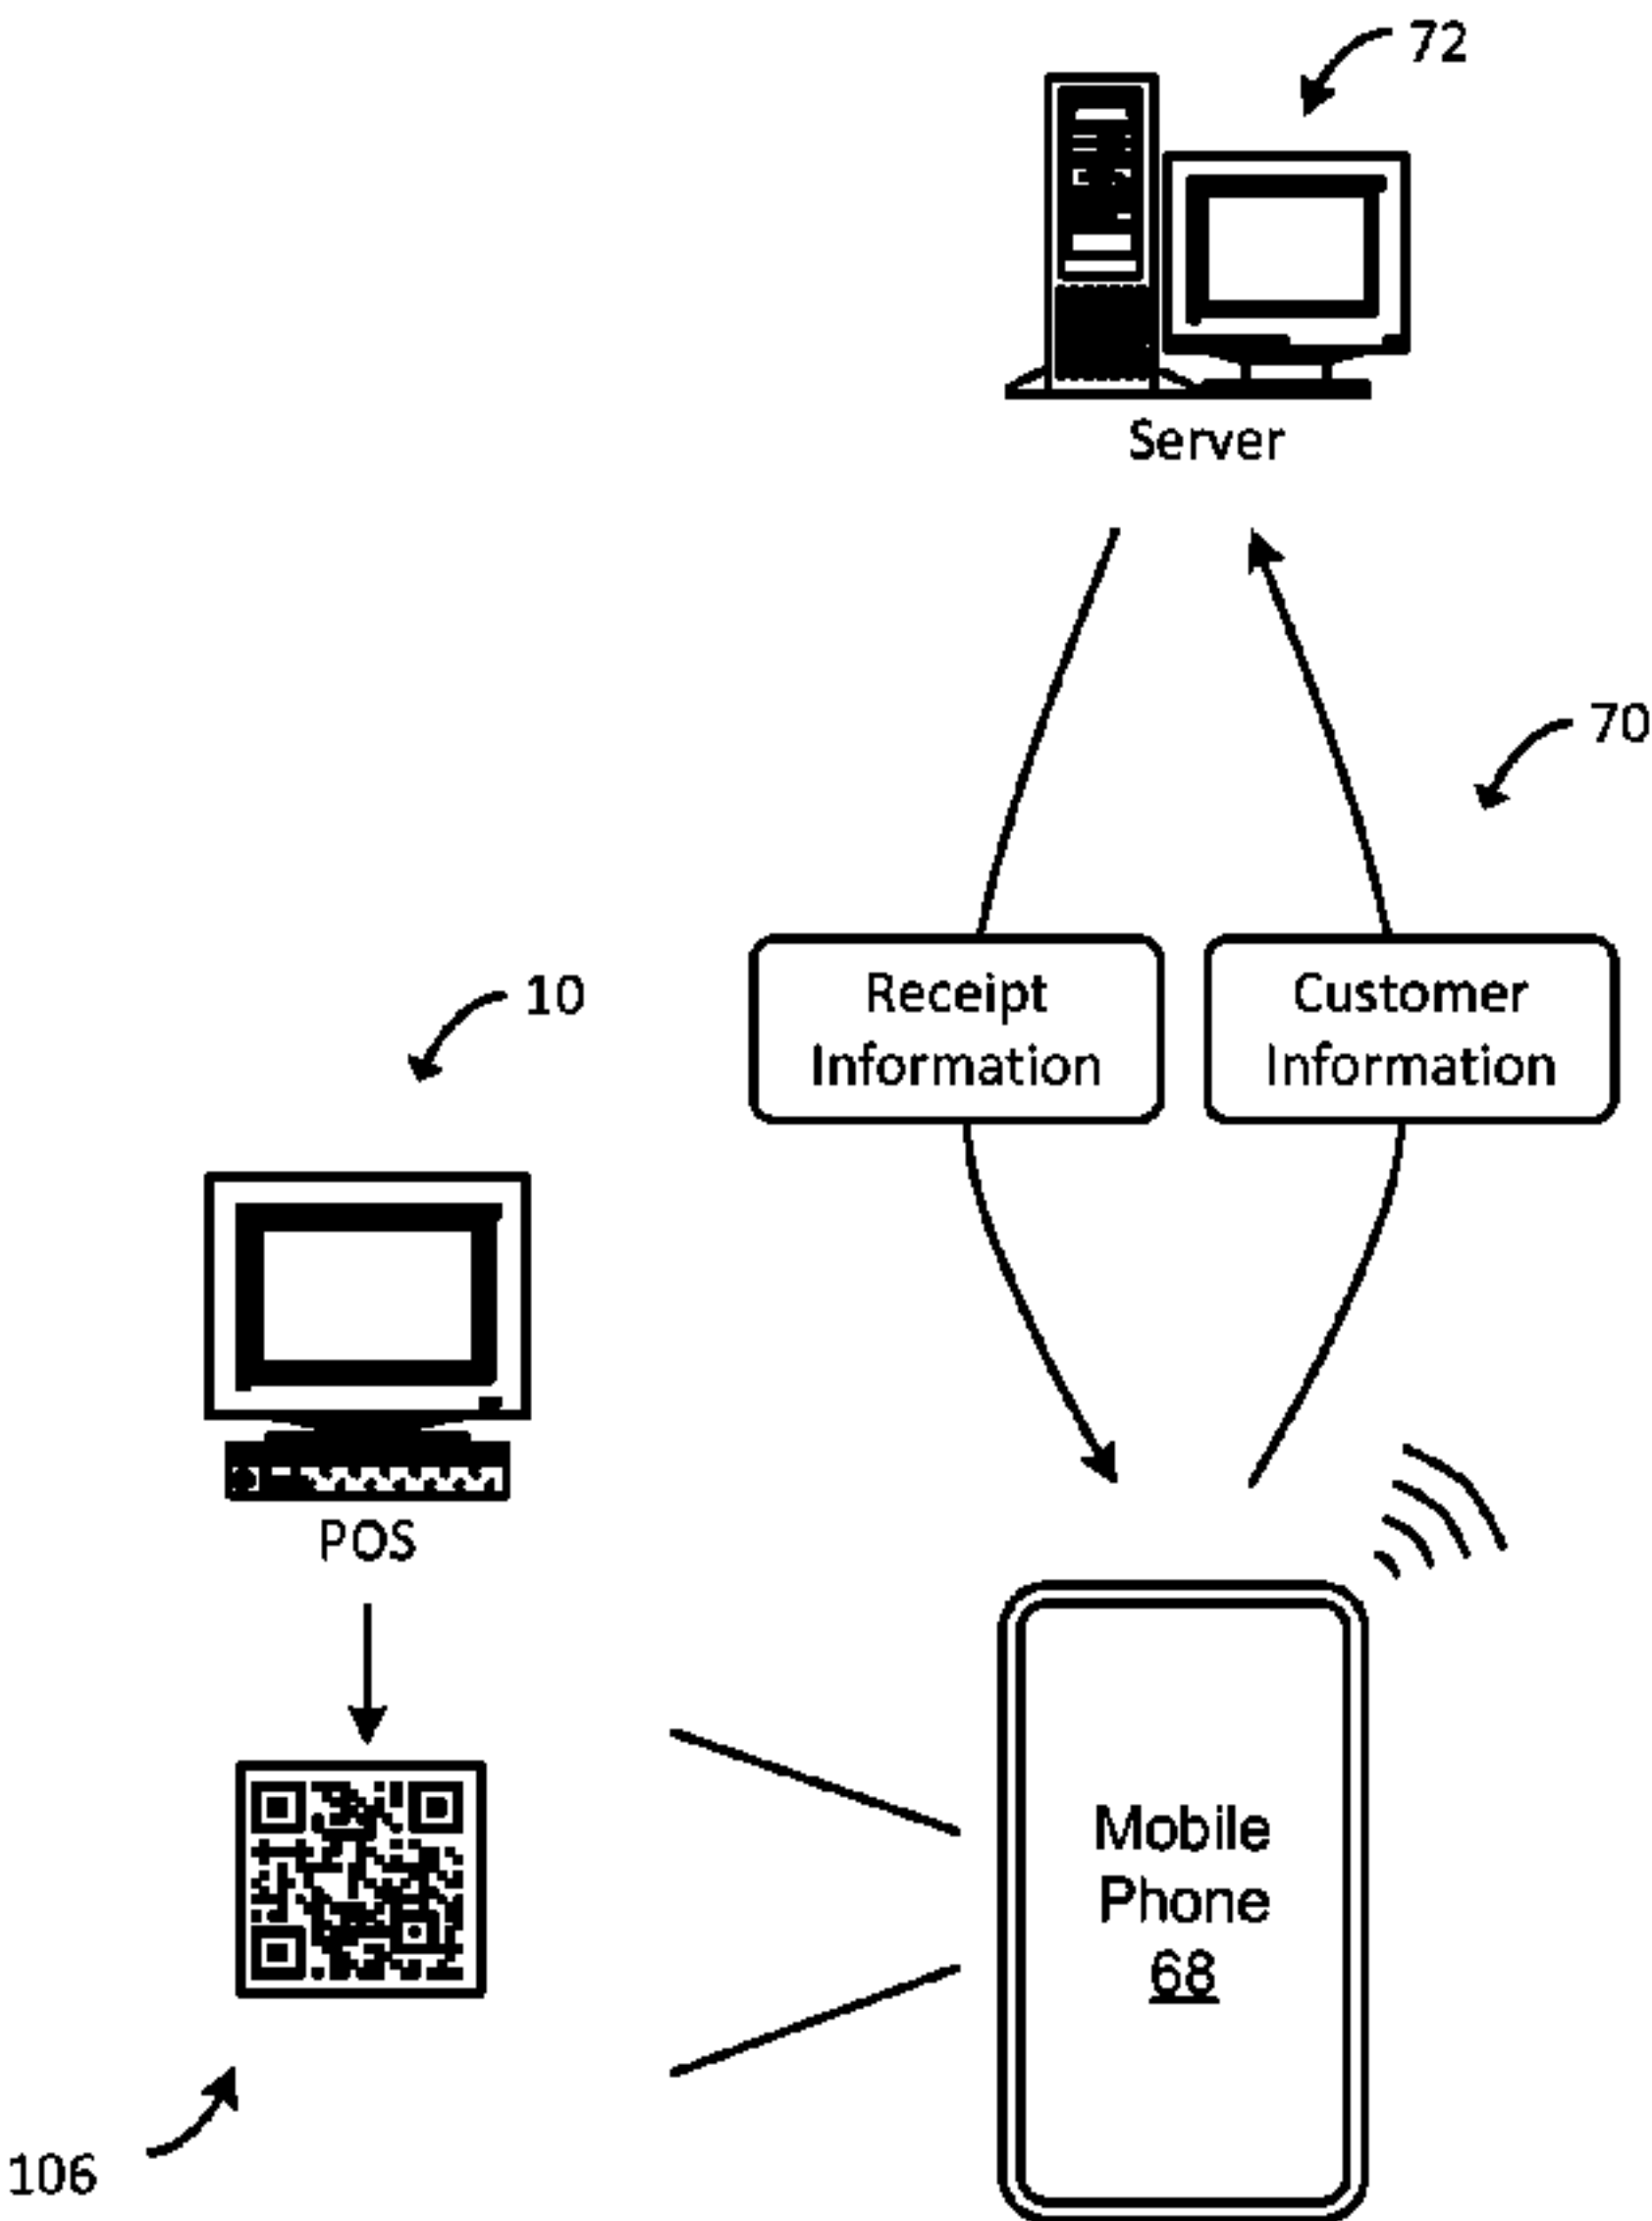 72
Server
70
Receipt
Information
Customer
Information
10
POS
Mobile
Phone
68
106